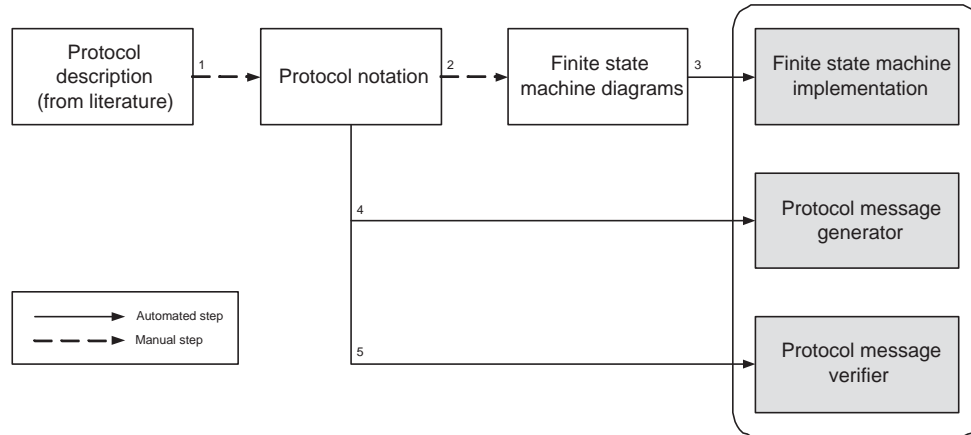 Protocol
description
(from literature)
1
Protocol notation
2
Finite state
machine diagrams
3
Finite state machine
implementation
4
Protocol message
generator
5
Protocol message
verifier
Automated step
Manual step